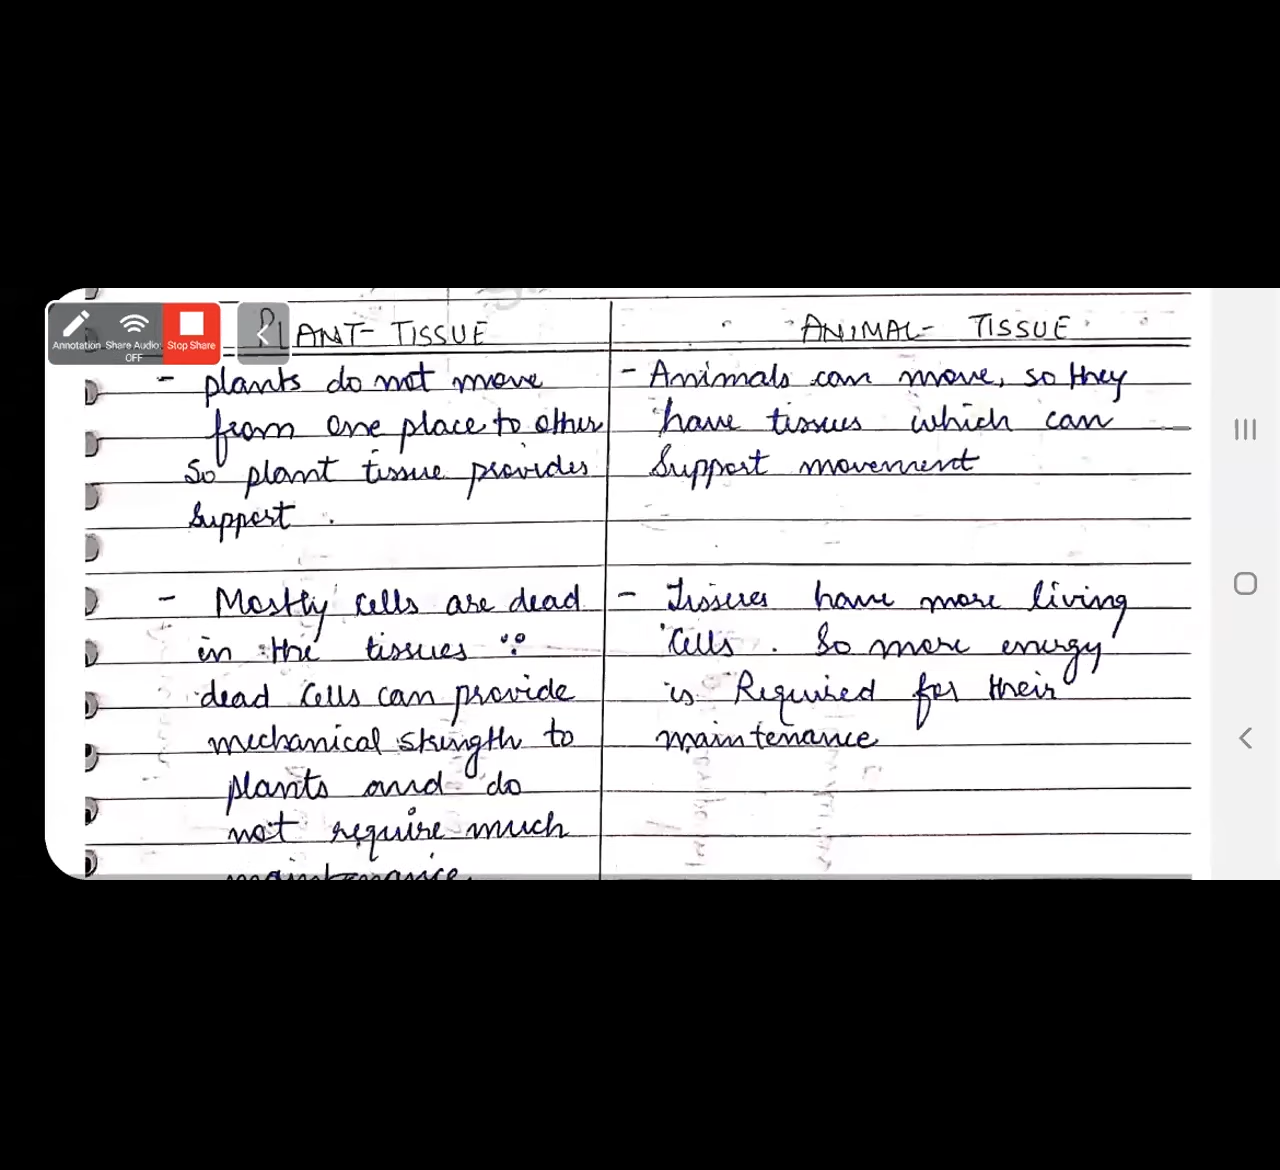 Annotation Share Audio: OFF Stop Share
PLANT- TISSUE
- plants do not move
from one place to other
So plant tissue provides
support .
- Mostly cells are dead
in the tissues ∵
dead cells can provide
mechanical strength to
plants and do
not require much
maintenance.
ANIMAL- TISSUE
- Animals can move, so they
have tissues which can
support movement
- Tissues have more living
cells . So more energy
is Required for their
maintenance